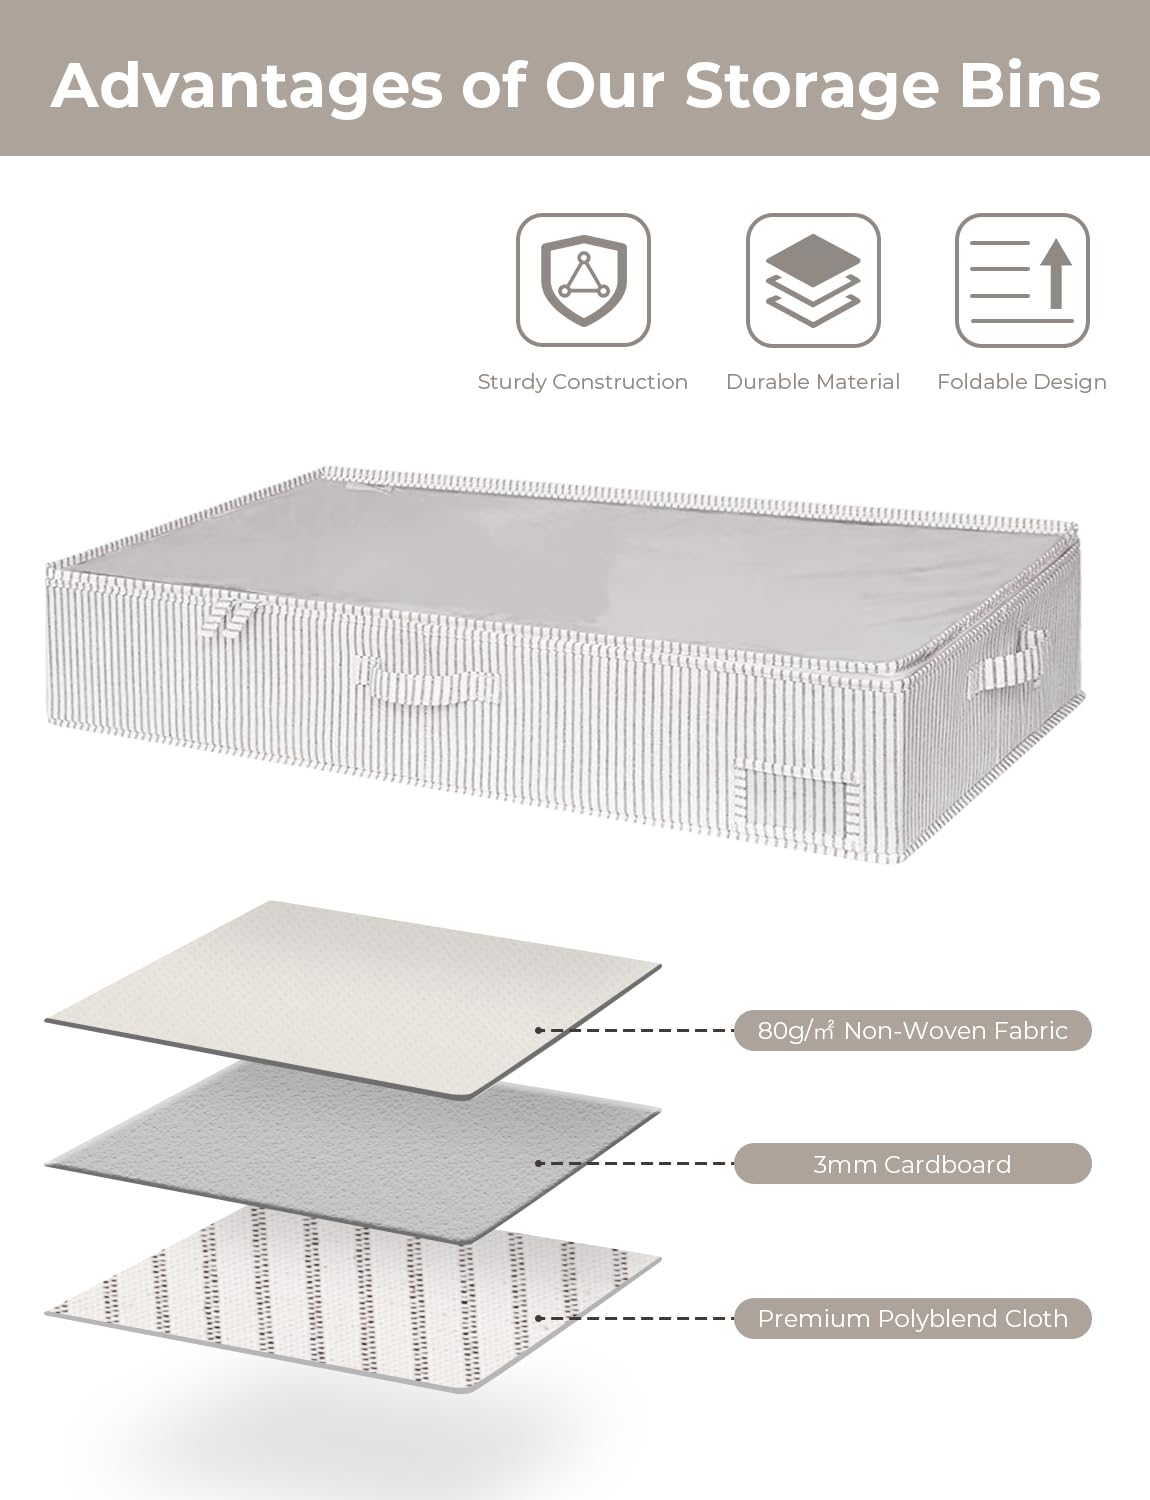 Advantages of Our Storage Bins
Sturdy Construction
Durable Material
Foldable Design
80g/㎡ Non-Woven Fabric
3mm Cardboard
Premium Polyblend Cloth